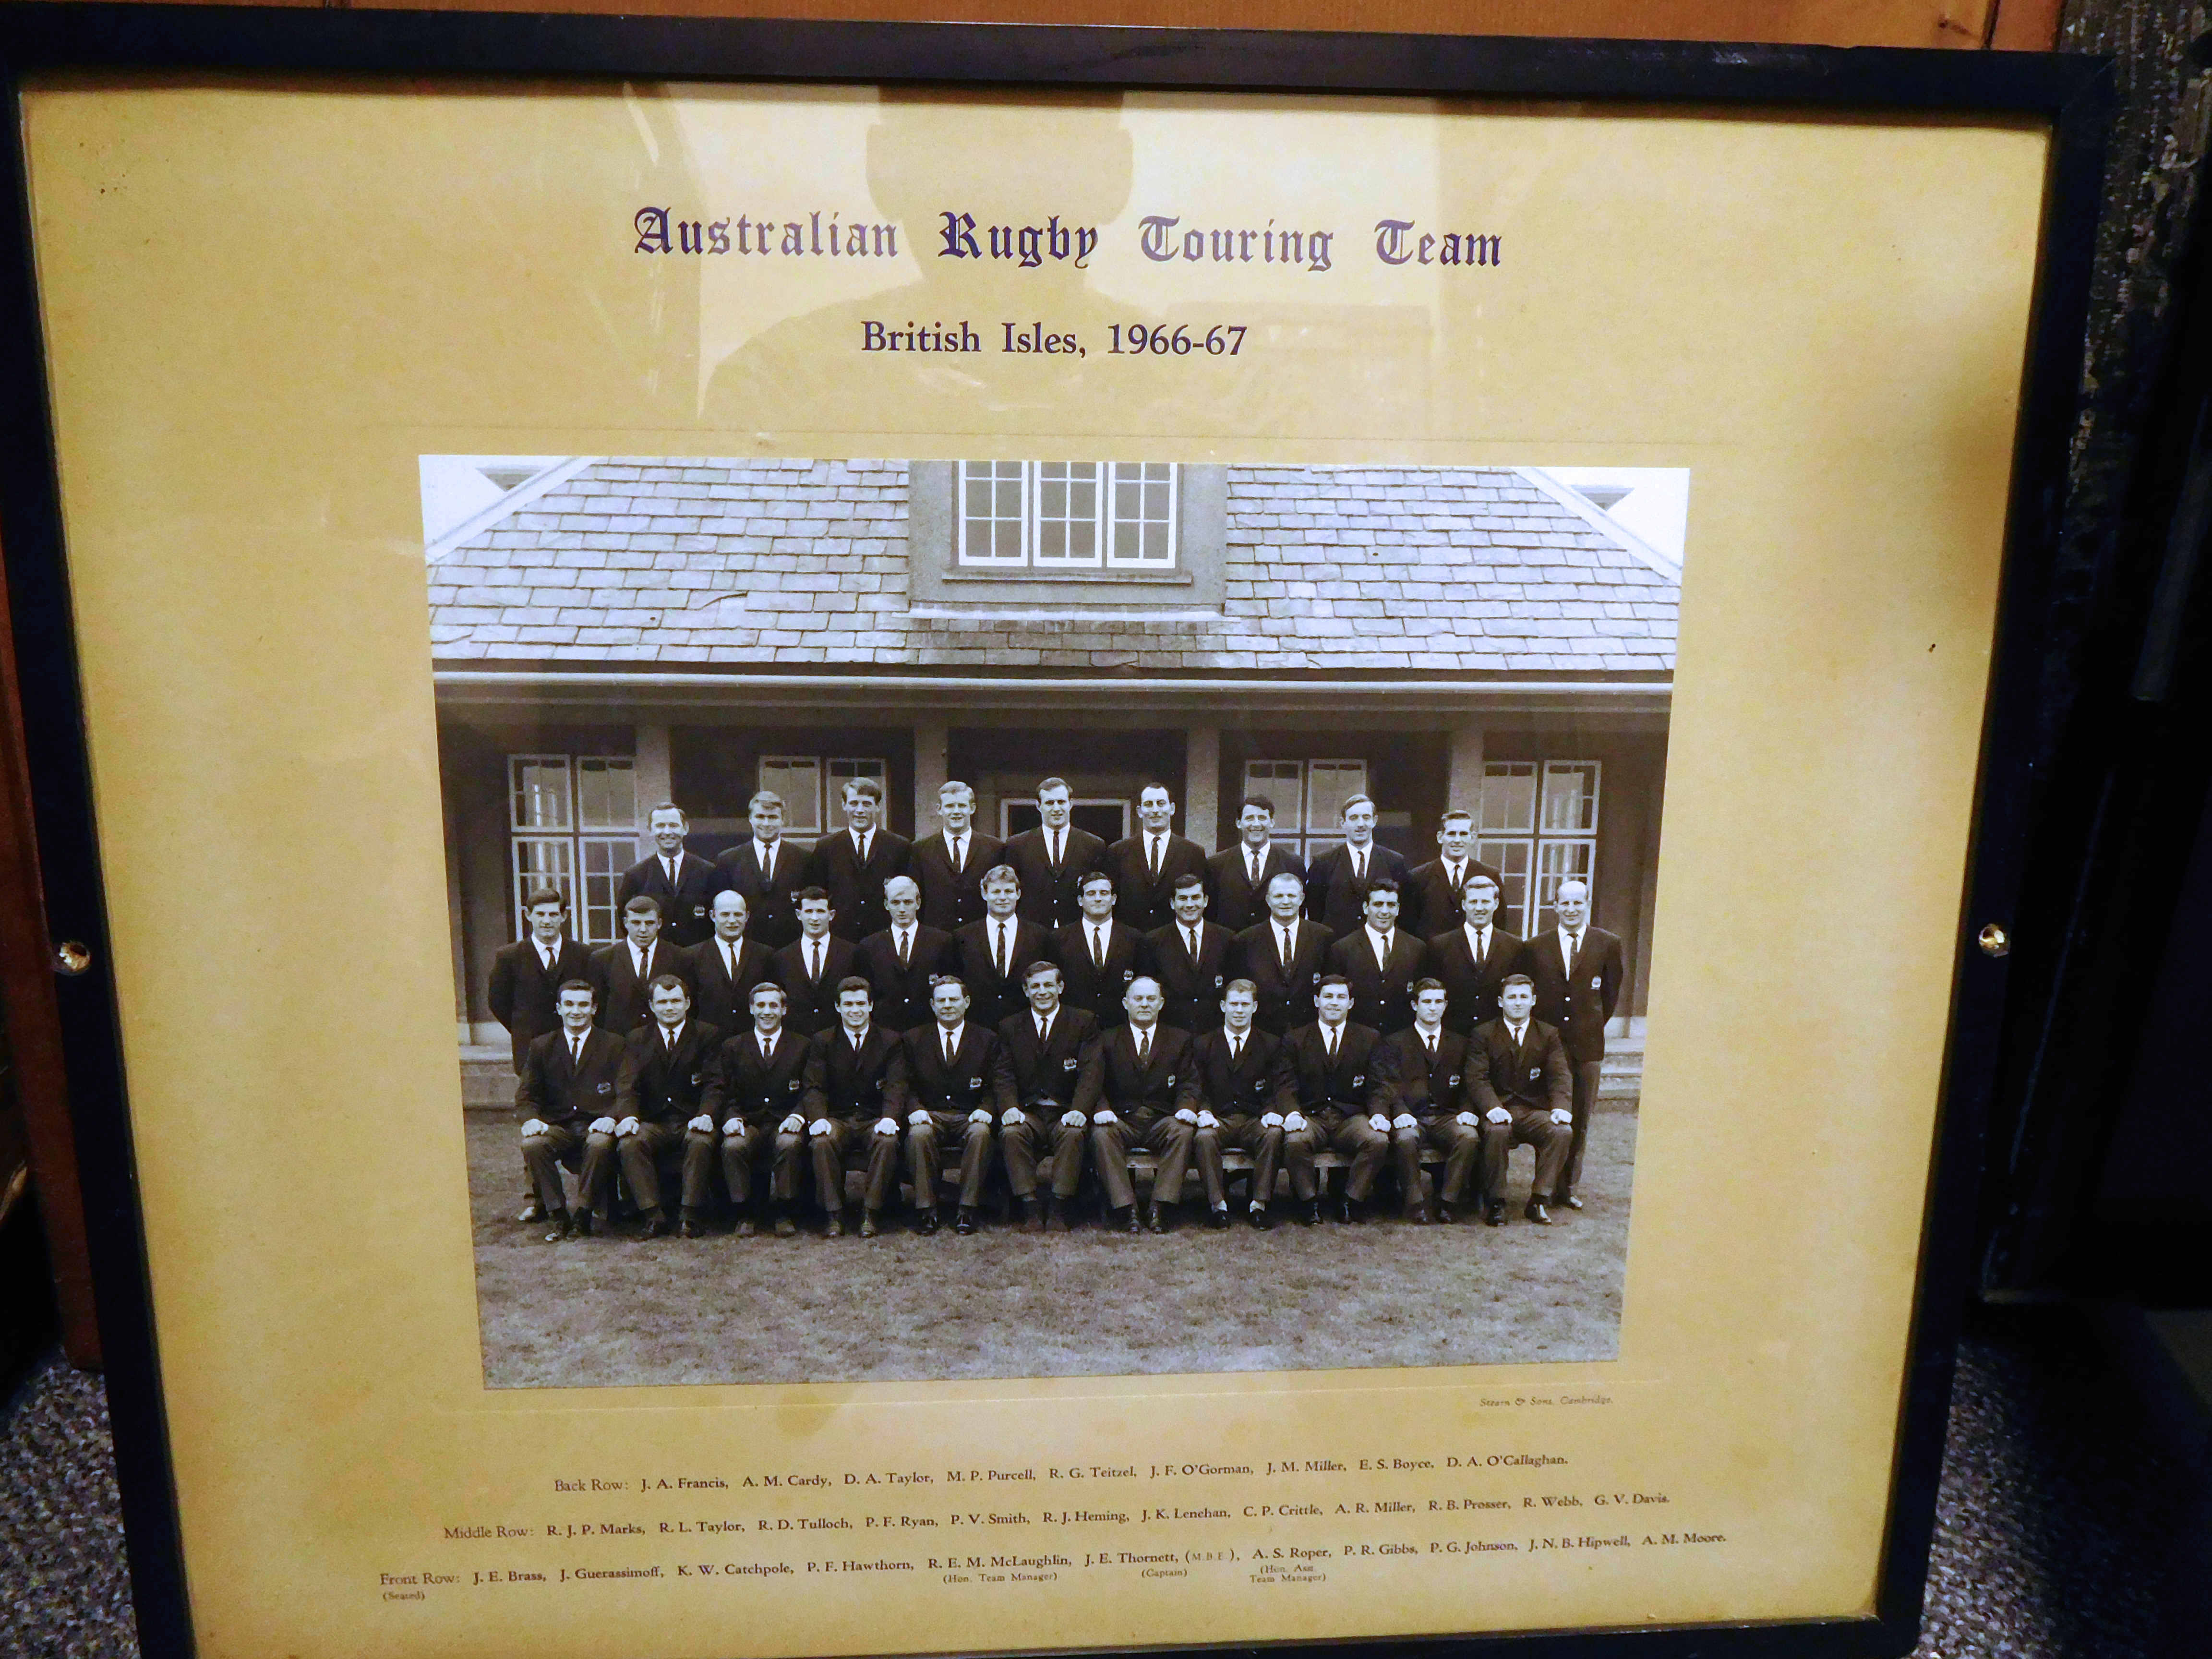 Australian Rugby Touring Team
British Isles, 1966-67
Stearn & Sons, Cambridge.
Back Row: J. A. Francis, A. M. Cardy, D. A. Taylor, M. P. Purcell, R. G. Teitzel, J. F. O'Gorman, J. M. Miller, E. S. Boyce, D. A. O'Callaghan.
Middle Row: R. J. P. Marks, R. L. Taylor, R. D. Tulloch, P. F. Ryan, P. V. Smith, R. J. Heming, J. K. Lenehan, C. P. Crittle, A. R. Miller, R. B. Prosser, R. Webb, G. V. Davis.
Front Row: J. E. Brass, J. Guerassimoff, K. W. Catchpole, P. F. Hawthorn, R. E. M. McLaughlin, J. E. Thornett, (M.B.E.), A. S. Roper, P. R. Gibbs, P. G. Johnson, J. N. B. Hipwell, A. M. Moore.
(Seated) (Hon. Team Manager) (Captain) (Hon. Asst. Team Manager)